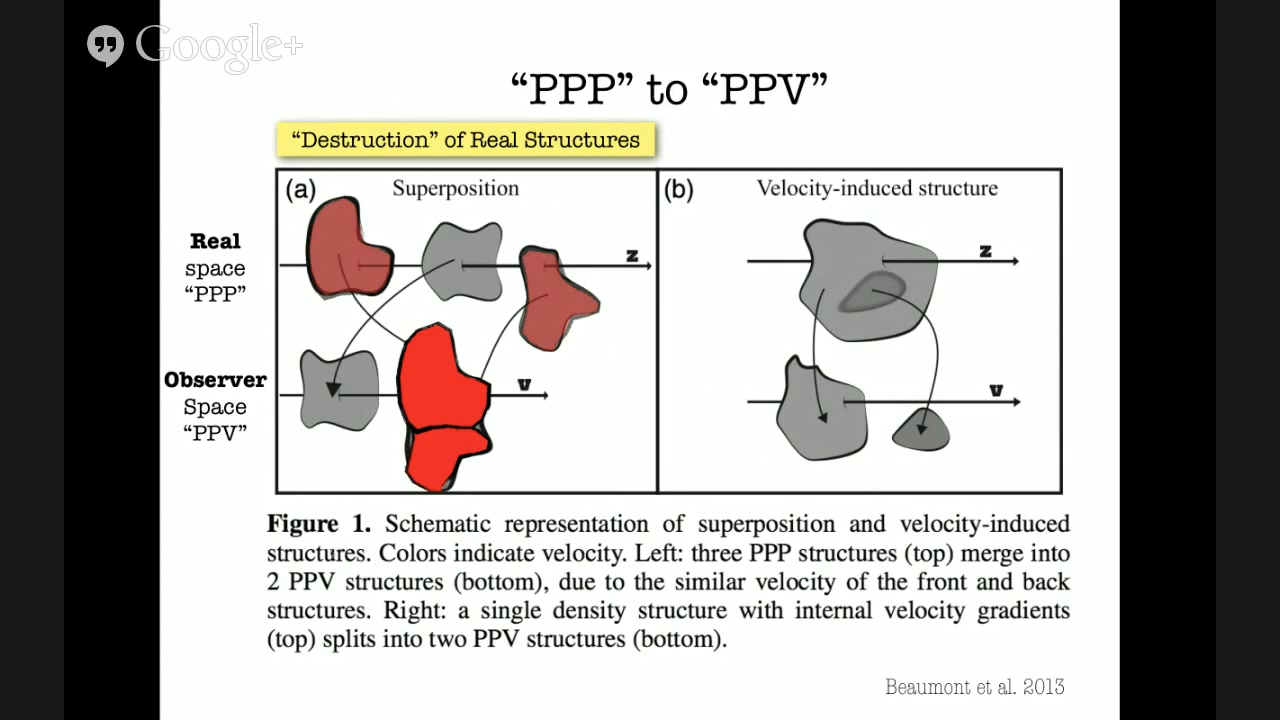 Google+
“PPP” to “PPV”
“Destruction” of Real Structures
(a)
Superposition
(b)
Velocity-induced structure
Real
space
“PPP”
z
z
Observer
Space
“PPV”
v
v
Figure 1. Schematic representation of superposition and velocity-induced
structures. Colors indicate velocity. Left: three PPP structures (top) merge into
2 PPV structures (bottom), due to the similar velocity of the front and back
structures. Right: a single density structure with internal velocity gradients
(top) splits into two PPV structures (bottom).
Beaumont et al. 2013